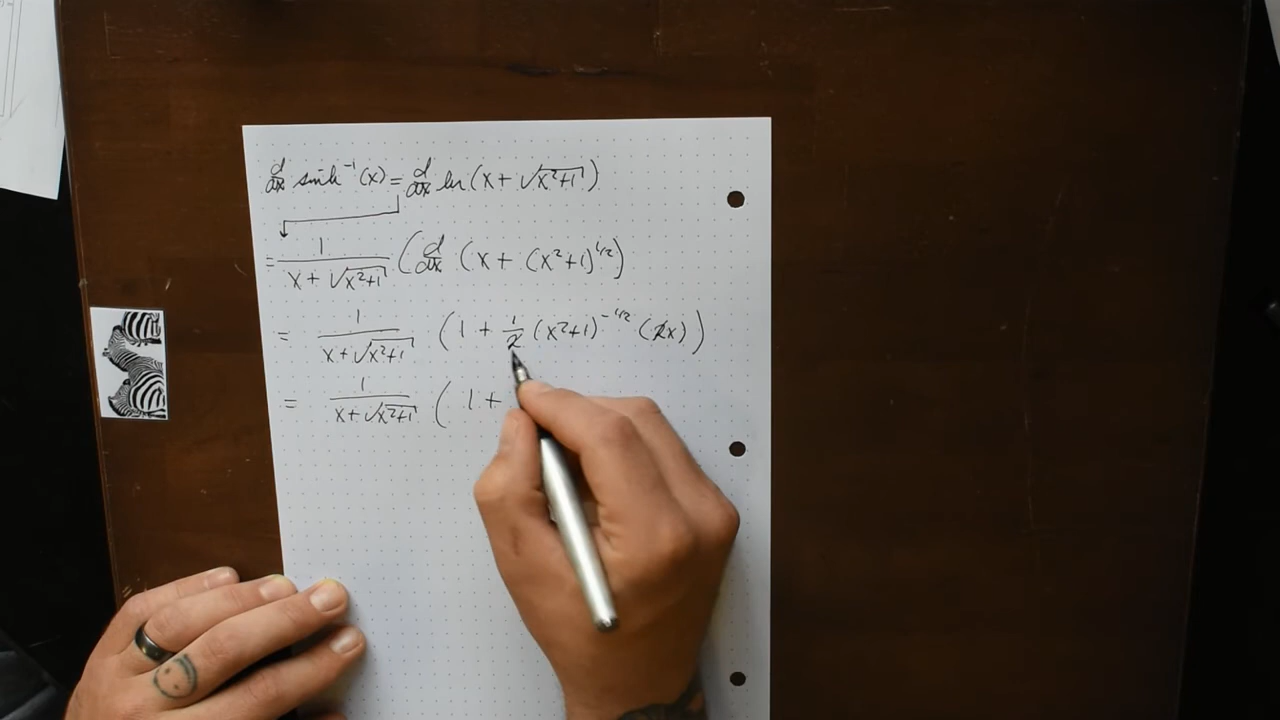 d/dx sinh⁻¹(x) = d/dx ln(x + √(x²+1))
= 1/(x + √(x²+1)) (d/dx (x + (x²+1)^1/2)
= 1/(x + √(x²+1)) (1 + 1/2 (x²+1)^-1/2 (2x))
= 1/(x + √(x²+1)) (1 +